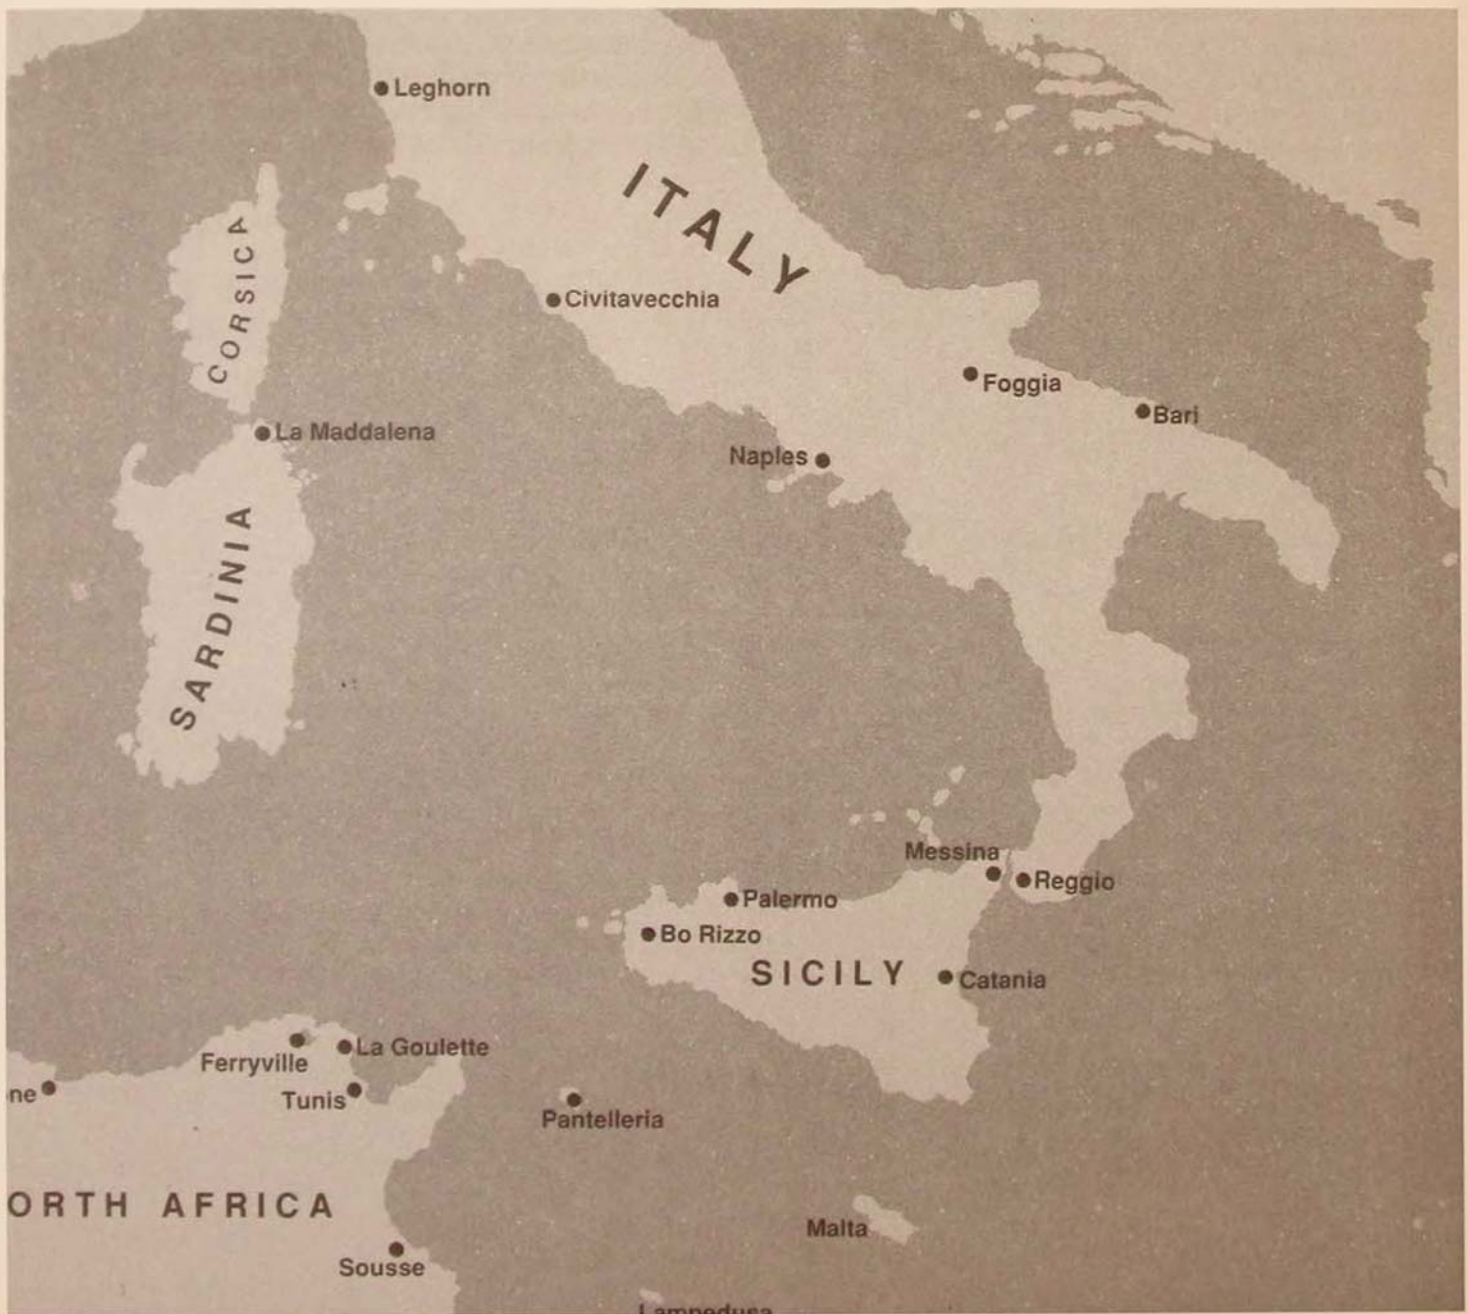 Leghorn
ITALY
CORSICA
Civitavecchia
Foggia
Bari
La Maddalena
Naples
SARDINIA
Messina
Reggio
Palermo
Bo Rizzo
SICILY
Catania
Ferryville
La Goulette
ne
Tunis
Pantelleria
ORTH AFRICA
Malta
Sousse
Lampedusa